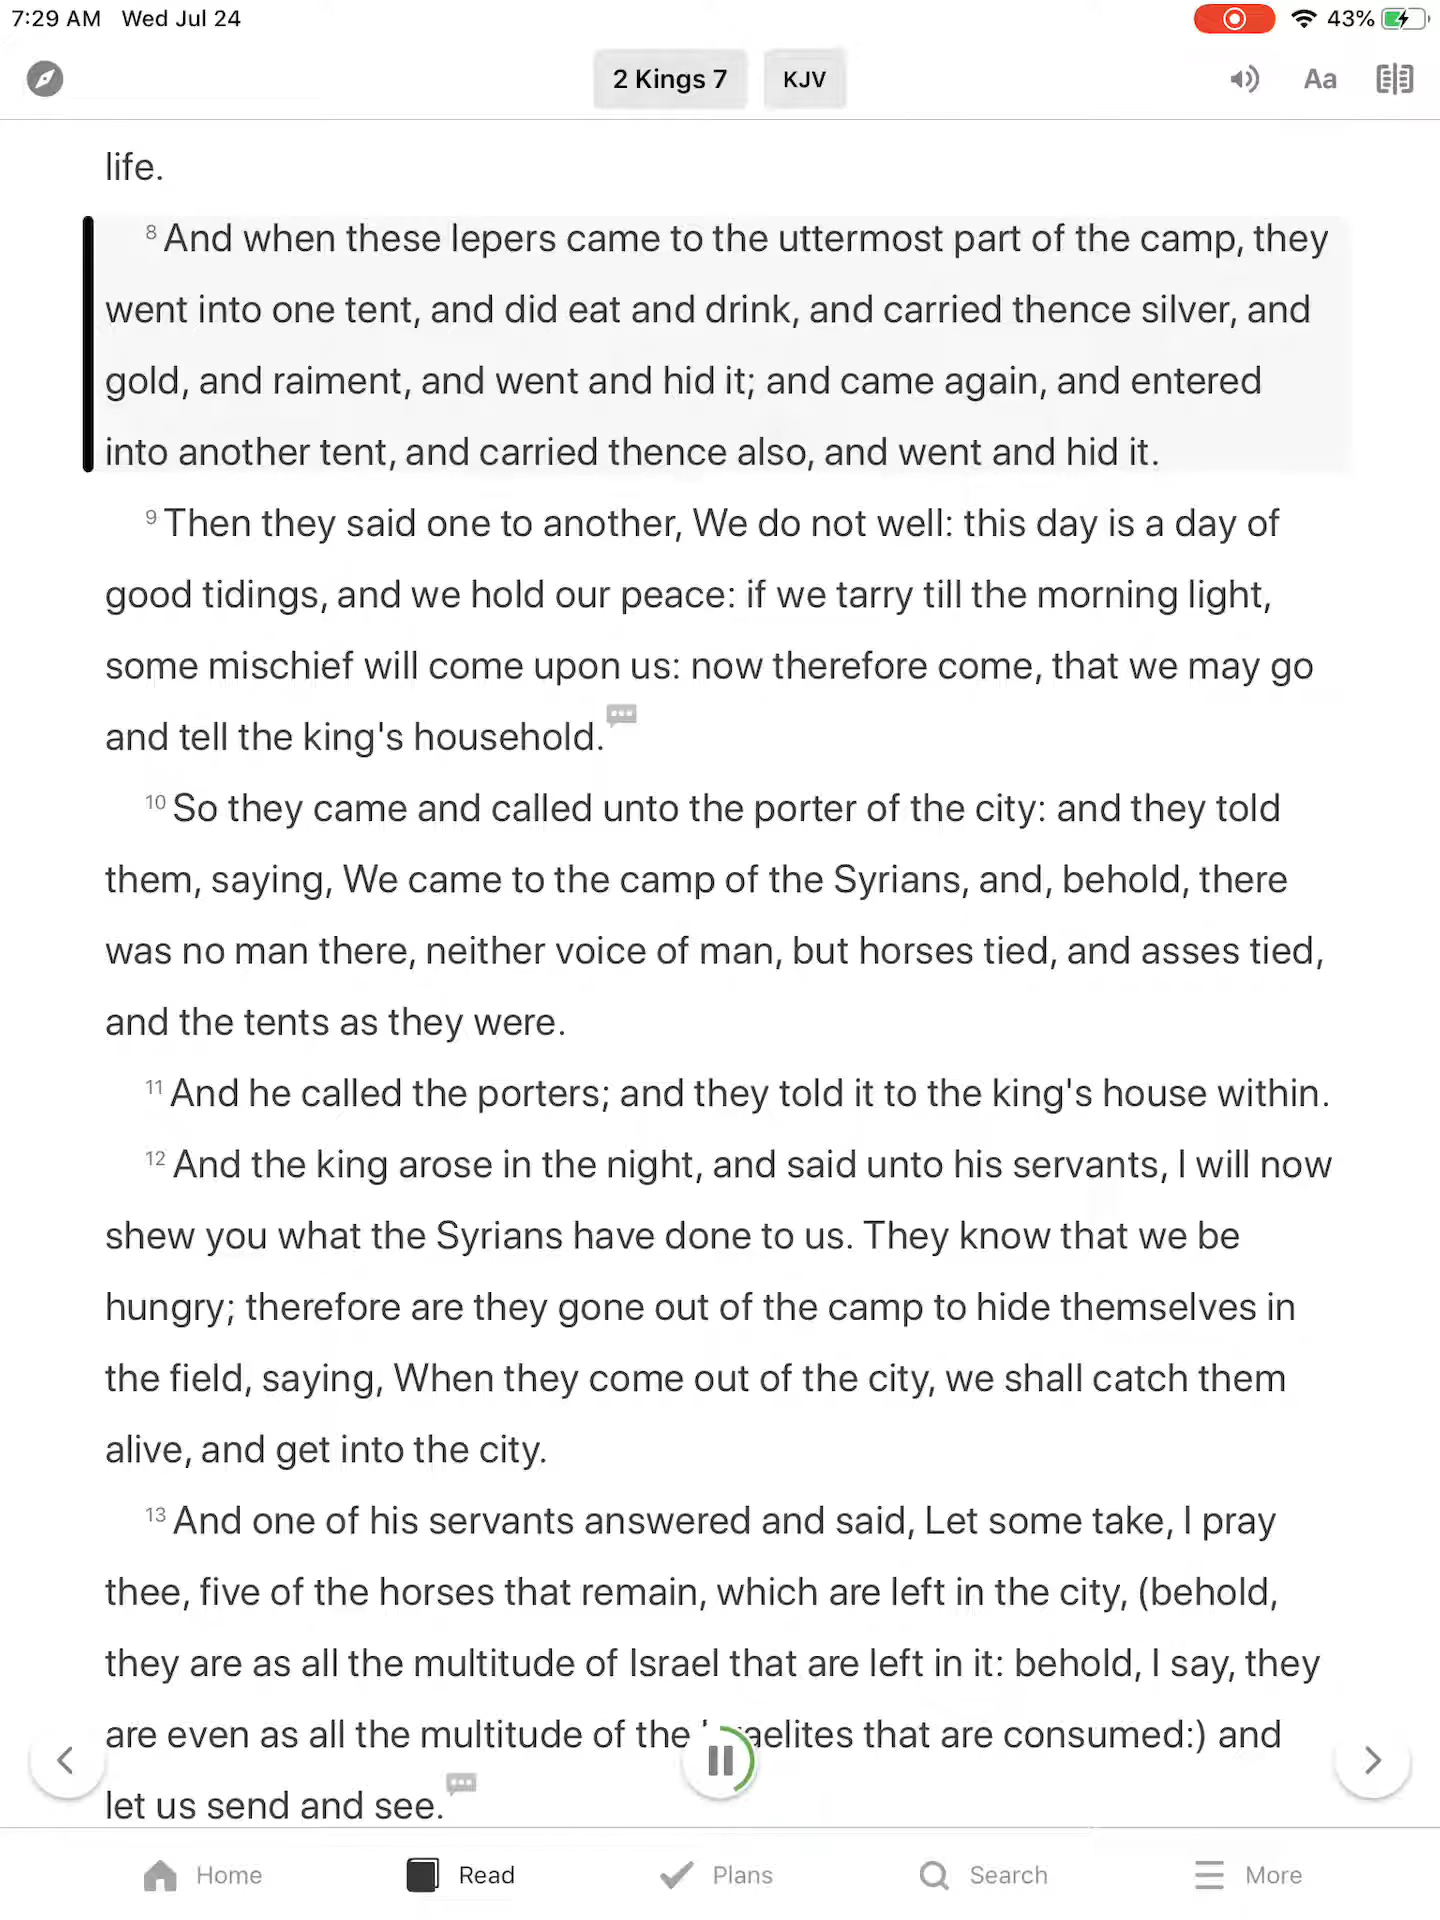 7:29 AM Wed Jul 24 43%
2 Kings 7 KJV Aa
life.
8 And when these lepers came to the uttermost part of the camp, they
went into one tent, and did eat and drink, and carried thence silver, and
gold, and raiment, and went and hid it; and came again, and entered
into another tent, and carried thence also, and went and hid it.
9 Then they said one to another, We do not well: this day is a day of
good tidings, and we hold our peace: if we tarry till the morning light,
some mischief will come upon us: now therefore come, that we may go
and tell the king's household.
10 So they came and called unto the porter of the city: and they told
them, saying, We came to the camp of the Syrians, and, behold, there
was no man there, neither voice of man, but horses tied, and asses tied,
and the tents as they were.
11 And he called the porters; and they told it to the king's house within.
12 And the king arose in the night, and said unto his servants, I will now
shew you what the Syrians have done to us. They know that we be
hungry; therefore are they gone out of the camp to hide themselves in
the field, saying, When they come out of the city, we shall catch them
alive, and get into the city.
13 And one of his servants answered and said, Let some take, I pray
thee, five of the horses that remain, which are left in the city, (behold,
they are as all the multitude of Israel that are left in it: behold, I say, they
are even as all the multitude of the Israelites that are consumed:) and
let us send and see.
Home Read Plans Search More